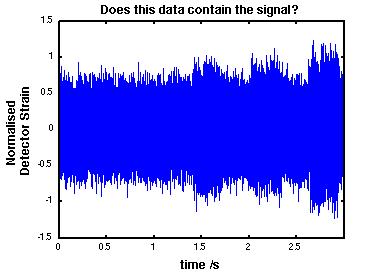 Does this data contain the signal?
1.5
1
0.5
0
-0.5
-1
-1.5
Normalised
Detector Strain
0 0.5 1 1.5 2 2.5
time /s